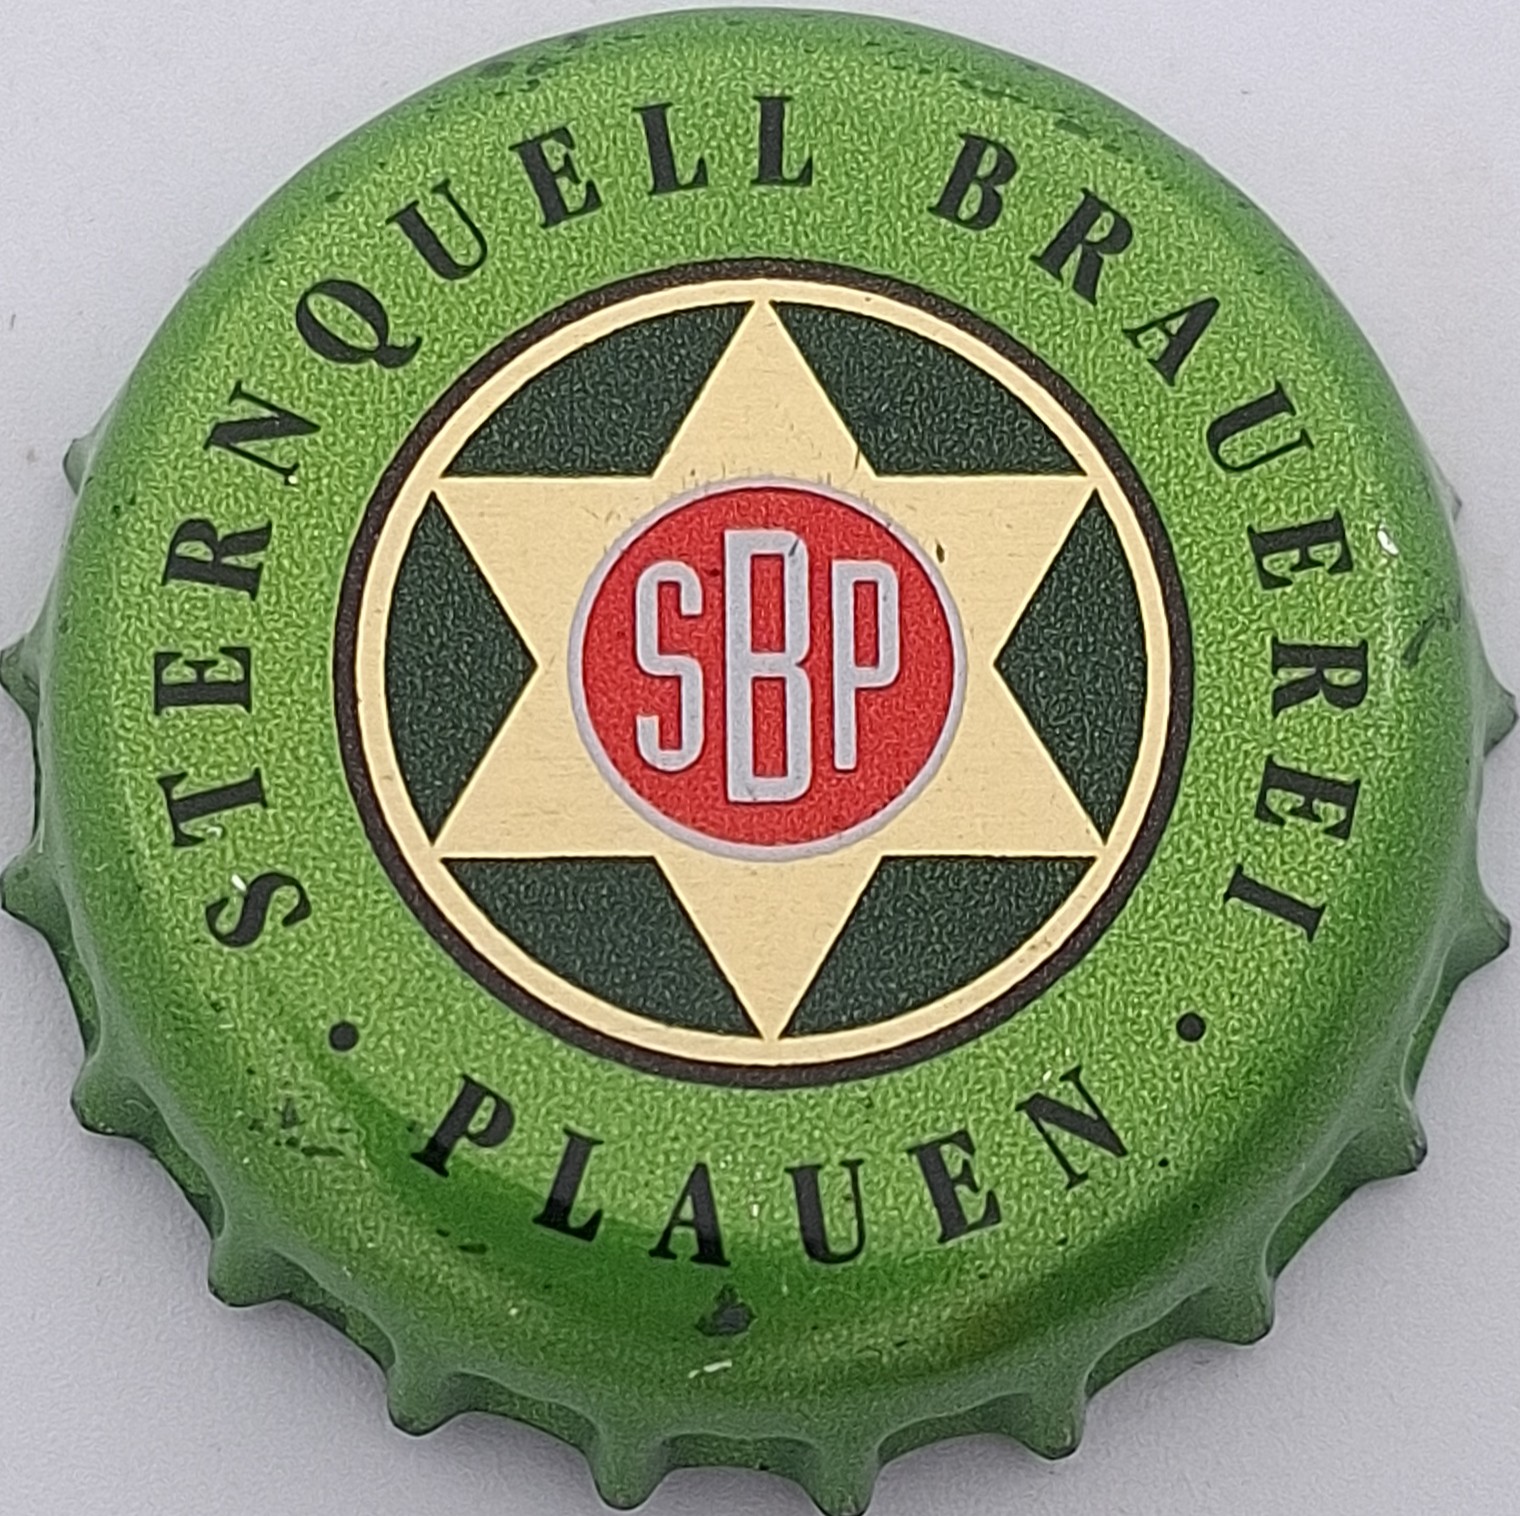 STERNQUELL BRAUEREI
• PLAUEN •
SBP